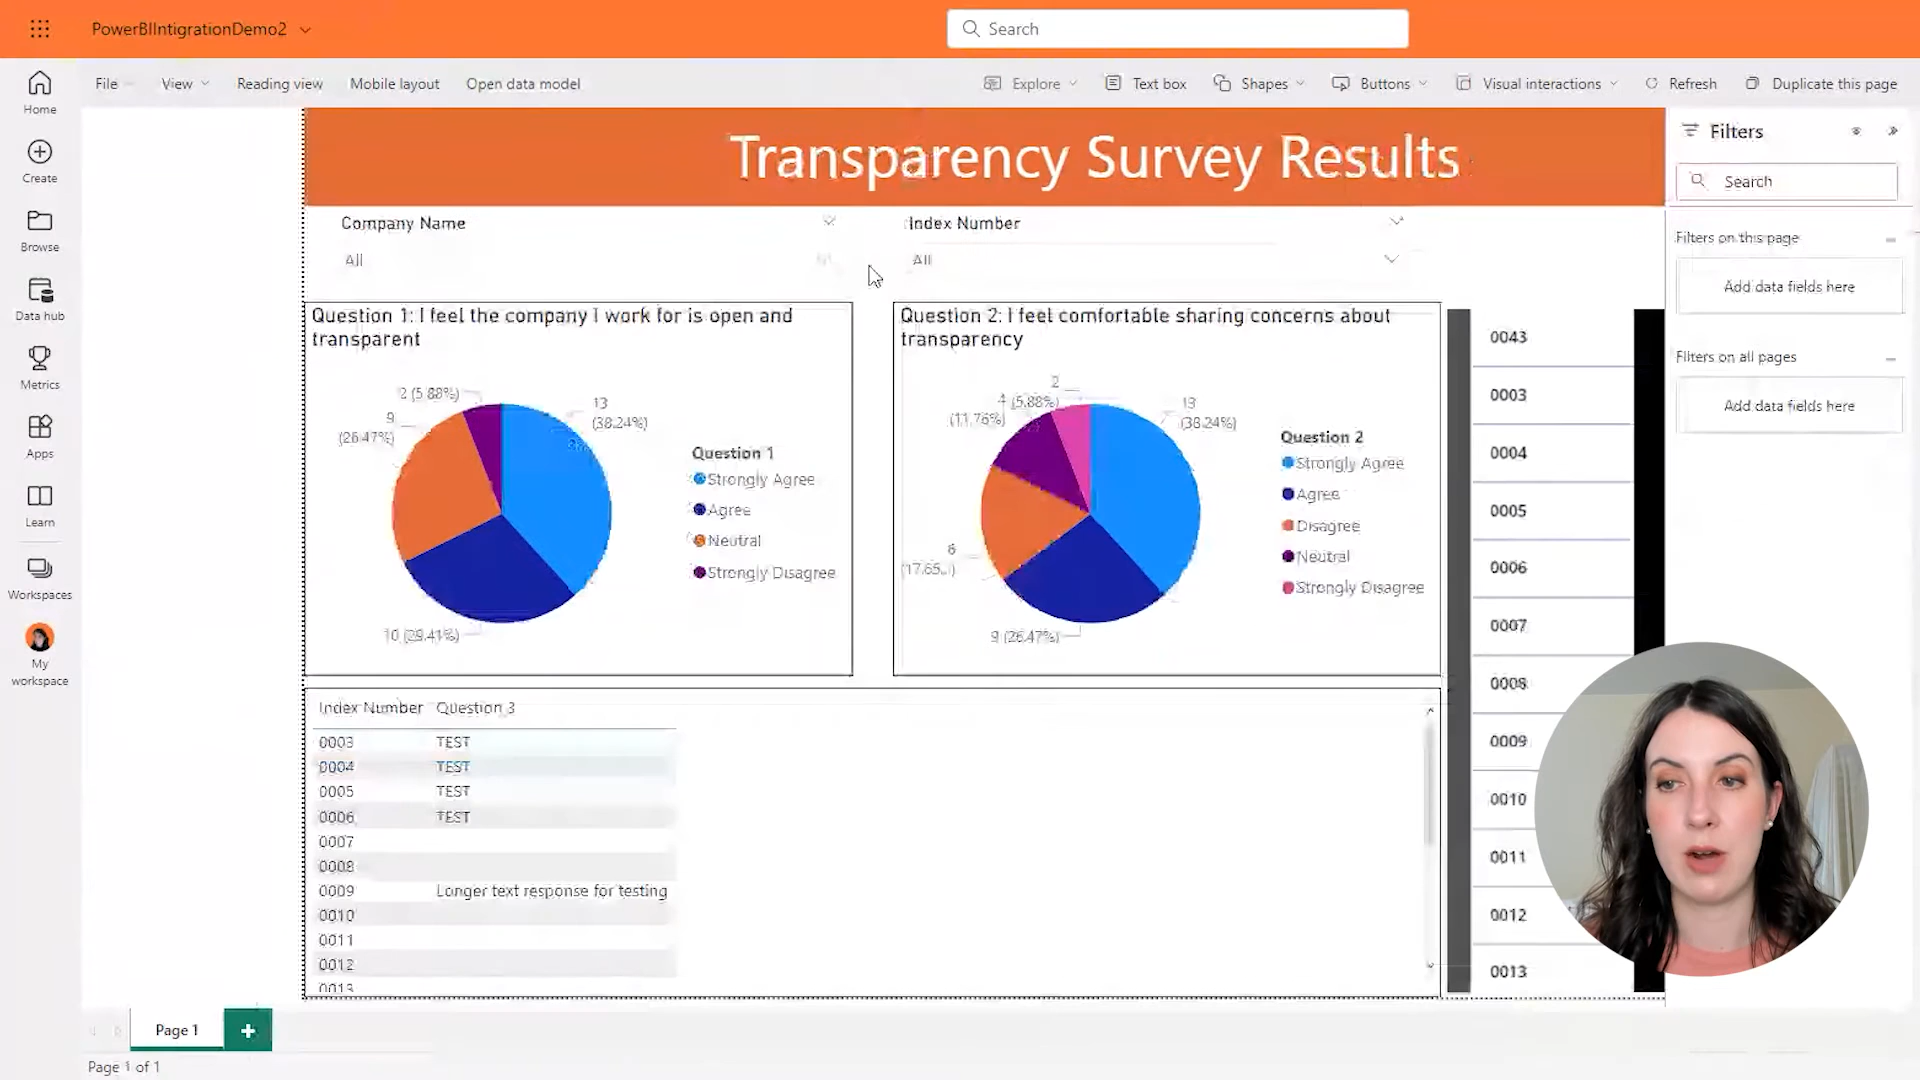 PowerBIIntigrationDemo2
Search
File View Reading view Mobile layout Open data model
Explore Text box Shapes Buttons Visual interactions Refresh Duplicate this page
Home
Create
Browse
Data hub
Metrics
Apps
Learn
Workspaces
My
workspace
Transparency Survey Results
Company Name
All
Index Number
All
Question 1: I feel the company I work for is open and
transparent
2 (5.88%)
9
(26.47%)
13
(38.24%)
10 (29.41%)
Question 1
Strongly Agree
Agree
Neutral
Strongly Disagree
Question 2: I feel comfortable sharing concerns about
transparency
2
(5.88%)
4
(11.76%)
13
(38.24%)
6
(17.65...)
9 (26.47%)
Question 2
Strongly Agree
Agree
Disagree
Neutral
Strongly Disagree
Index Number Question 3
0003 TEST
0004 TEST
0005 TEST
0006 TEST
0007
0008
0009 Longer text response for testing
0010
0011
0012
0013
0043
0003
0004
0005
0006
0007
0008
0009
0010
0011
0012
0013
Filters
Search
Filters on this page
Add data fields here
Filters on all pages
Add data fields here
Page 1
Page 1 of 1